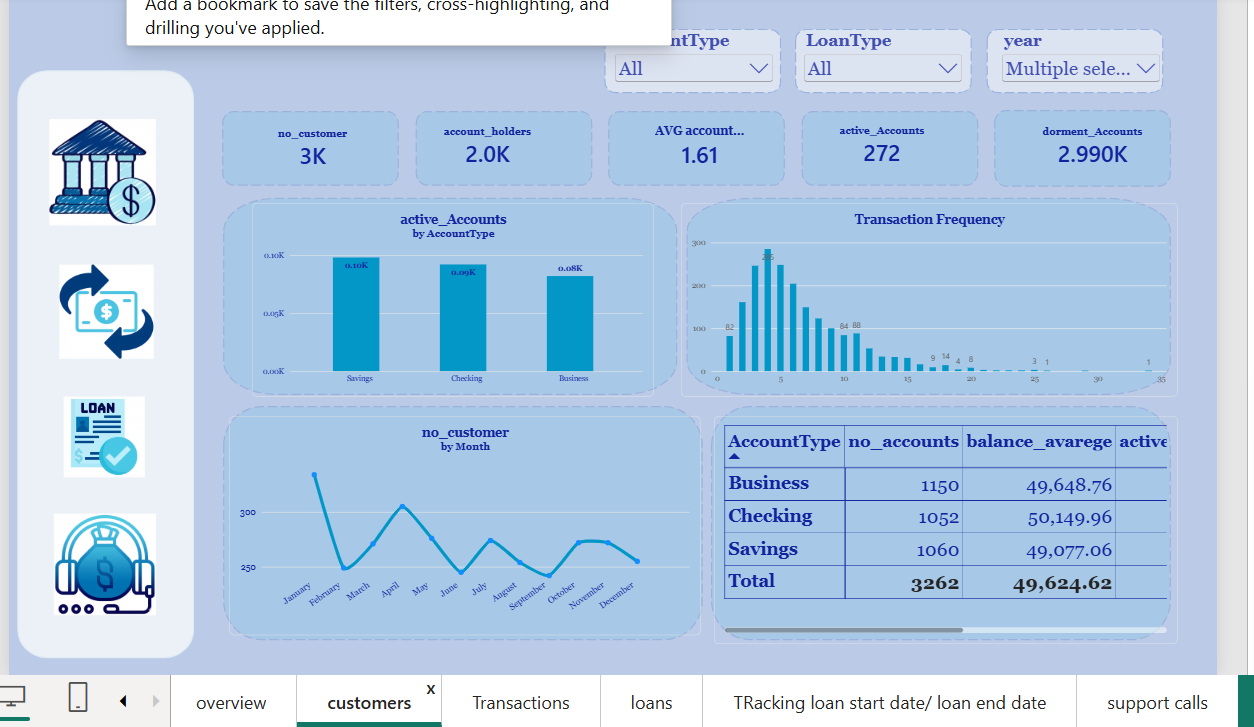 Add a bookmark to save the filters, cross-highlighting, and
drilling you've applied.
ntType
All
LoanType
All
year
Multiple sele...
no_customer
3K
account_holders
2.0K
AVG account...
1.61
active_Accounts
272
dorment_Accounts
2.990K
active_Accounts
by AccountType
0.10K
0.05K
0.00K
0.10K
0.09K
0.08K
Savings
Checking
Business
Transaction Frequency
300
200
100
0
82
84
88
9
14
4
8
3
1
1
0
5
10
15
20
25
30
35
no_customer
by Month
300
250
January
February
March
April
May
June
July
August
September
October
November
December
AccountType no_accounts balance_avarege active
Business 1150 49,648.76
Checking 1052 50,149.96
Savings 1060 49,077.06
Total 3262 49,624.62
LOAN
overview
customers
x
Transactions
loans
TRacking loan start date/ loan end date
support calls